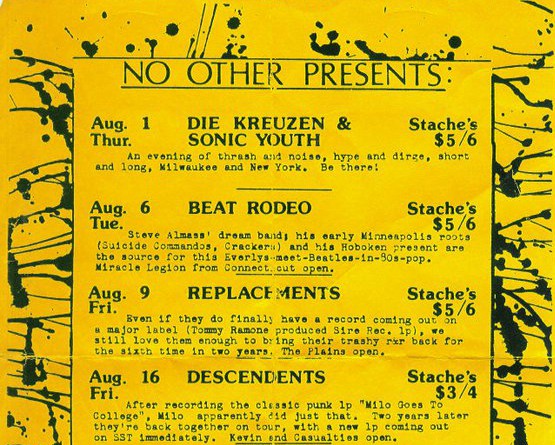 NO OTHER PRESENTS:
Aug. 1 DIE KREUZEN & Stache's
Thur. SONIC YOUTH $5/6
An evening of thrash and noise, hype and dirge, short
and long, Milwaukee and New York. Be there!
Aug. 6 BEAT RODEO Stache's
Tue. $5/6
Steve Almass' dream band; his early Minneapolis roots
(Suicide Commandos, Crackers) and his Hoboken present are
the source for this Everlys-meet-Beatles-in-80s-pop.
Miracle Legion from Connect.cut open.
Aug. 9 REPLACEMENTS Stache's
Fri. $5/6
Even if they do finally have a record coming out on
a major label (Tommy Ramone produced Sire Rec. lp), we
still love them enough to bring their trashy rxr back for
the sixth time in two years. The Plains open.
Aug. 16 DESCENDENTS Stache's
Fri. $3/4
After recording the classic punk lp "Milo Goes To
College", Milo apparently did just that. Two years later
they're back together on tour, with a new lp coming out
on SST immediately. Kevin and Casualties open.